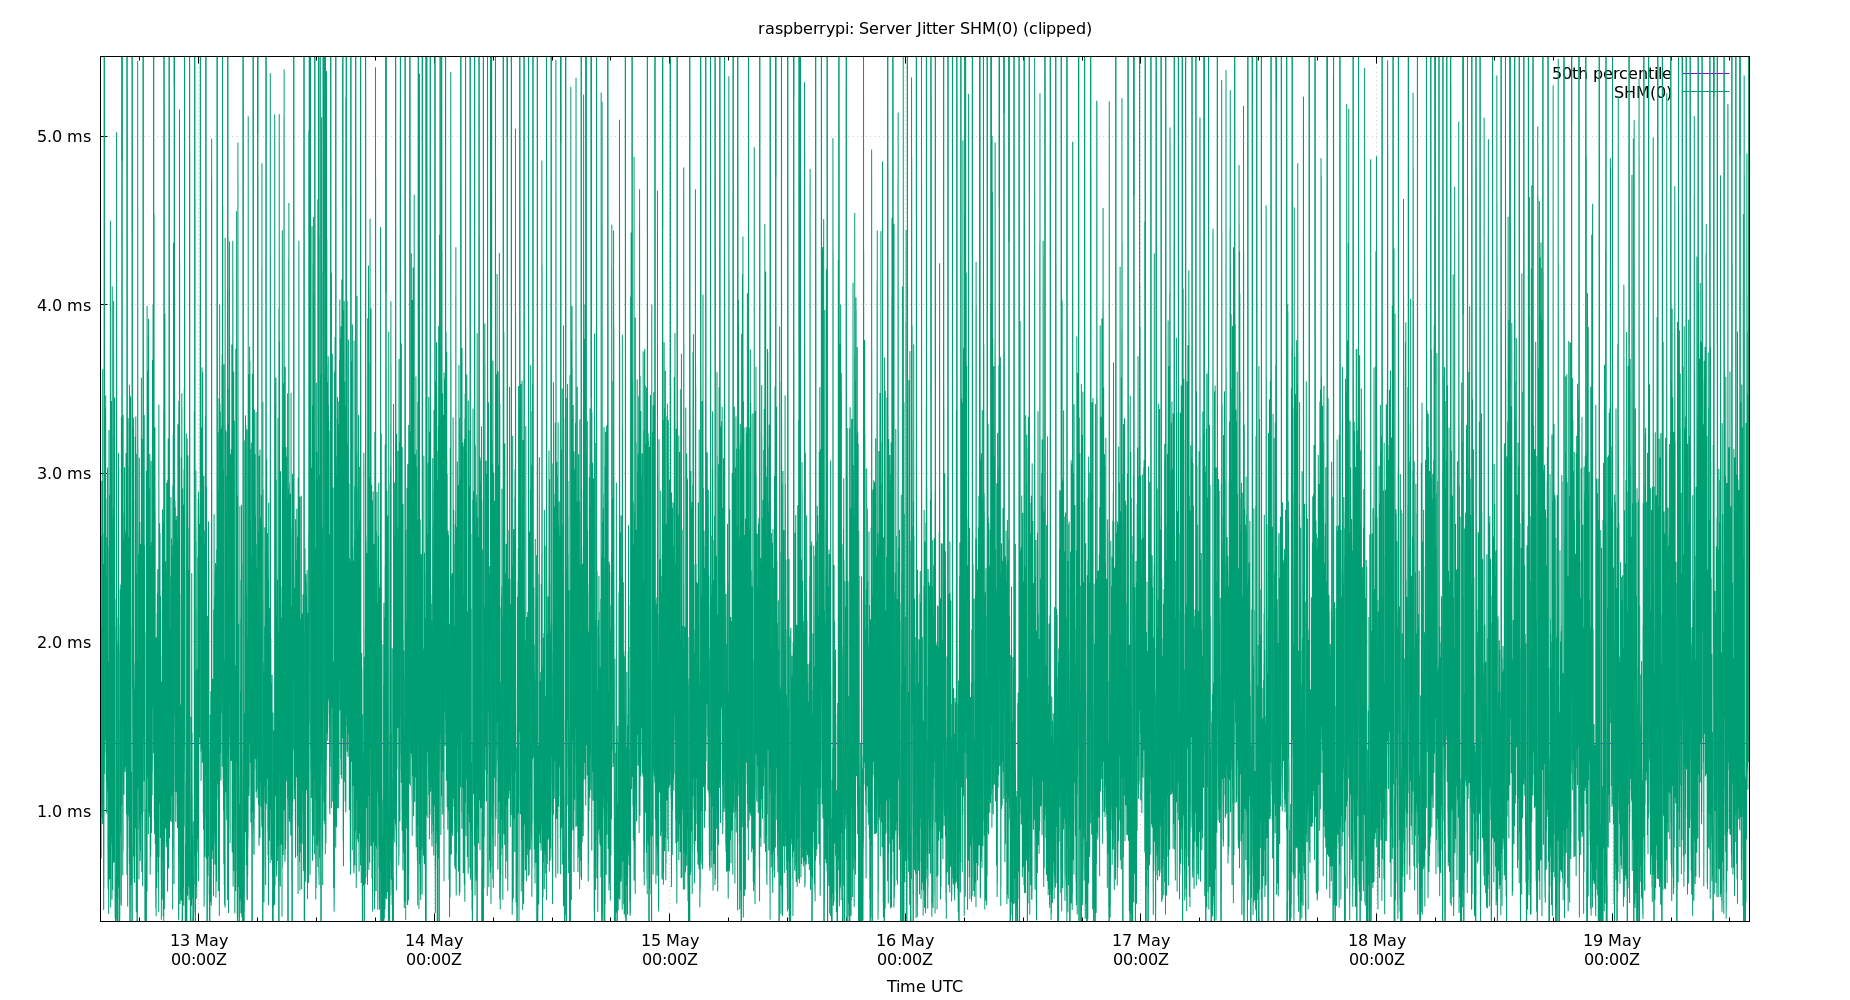 raspberrypi: Server Jitter SHM(0) (clipped)
50th percentile
SHM(0)
5.0 ms
4.0 ms
3.0 ms
2.0 ms
1.0 ms
13 May 14 May 15 May 16 May 17 May 18 May 19 May
00:00Z 00:00Z 00:00Z 00:00Z 00:00Z 00:00Z 00:00Z
Time UTC